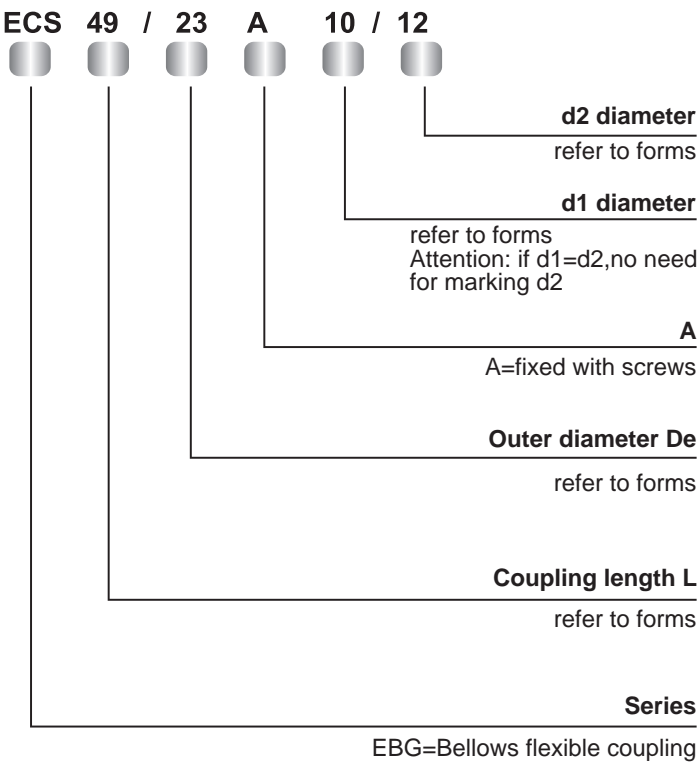 ECS 49 / 23 A 10 / 12
d2 diameter
refer to forms
d1 diameter
refer to forms
Attention: if d1=d2,no need
for marking d2
A
A=fixed with screws
Outer diameter De
refer to forms
Coupling length L
refer to forms
Series
EBG=Bellows flexible coupling